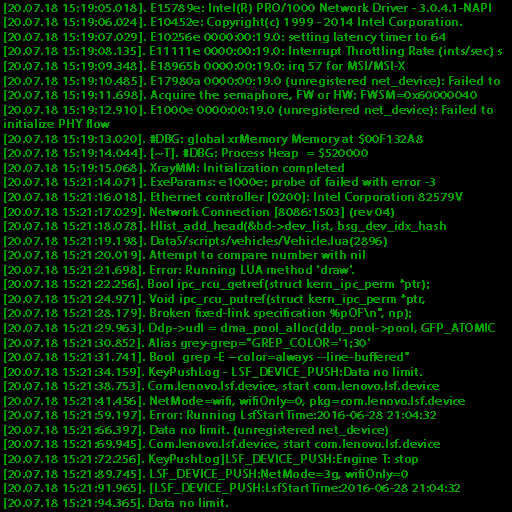 [20.07.18 15:19:05.018]. E15789e: Intel(R) PRO/1000 Network Driver - 3.0.4.1-NAPI
[20.07.18 15:19:06.024]. E10452e: Copyright(c) 1999 - 2014 Intel Corporation.
[20.07.18 15:19:07.029]. E10256e 0000:00:19.0: setting latency timer to 64
[20.07.18 15:19:08.135]. E11111e 0000:00:19.0: Interrupt Throttling Rate (ints/sec) s
[20.07.18 15:19:09.348]. E18965b 0000:00:19.0: irq 57 for MSI/MSI-X
[20.07.18 15:19:10.485]. E17980a 0000:00:19.0 (unregistered net_device): Failed to
[20.07.18 15:19:11.698]. Acquire the semaphore, FW or HW: FWSM=0x60000040
[20.07.18 15:19:12.910]. E1000e 0000:00:19.0 (unregistered net_device): Failed to
initialize PHY flow
[20.07.18 15:19:13.020]. #DBG: global xrMemory Memory at $00F132A8
[20.07.18 15:19:14.044]. [~T]. #DBG: Process Heap  = $520000
[20.07.18 15:19:15.068]. XrayMM: Initialization completed
[20.07.18 15:21:14.071]. ExeParams: e1000e: probe of failed with error -3
[20.07.18 15:21:16.018]. Ethernet controller [0200]: Intel Corporation 82579V
[20.07.18 15:21:17.029]. Network Connection [8086:1503] (rev 04)
[20.07.18 15:21:18.078]. Hlist_add_head(&bd->dev_list, bsg_dev_idx_hash
[20.07.18 15:21:19.198]. DataS/scripts/vehicles/Vehicle.lua(2896)
[20.07.18 15:21:20.019]. Attempt to compare number with nil
[20.07.18 15:21:21.698]. Error: Running LUA method 'draw'.
[20.07.18 15:21:22.256]. Bool ipc_rcu_getref(struct kern_ipc_perm *ptr);
[20.07.18 15:21:24.971]. Void ipc_rcu_putref(struct kern_ipc_perm *ptr,
[20.07.18 15:21:28.179]. Broken fixed-link specification %pOF\n", np);
[20.07.18 15:21:29.963]. Ddp->udl = dma_pool_alloc(ddp_pool->pool, GFP_ATOMIC
[20.07.18 15:21:30.852]. Alias grey-grep="GREP_COLOR='1;30'
[20.07.18 15:21:31.741]. Bool  grep -E --color=always --line-buffered"
[20.07.18 15:21:34.159]. KeyPushLog - LSF_DEVICE_PUSH:Data no limit.
[20.07.18 15:21:38.753]. Com.lenovo.lsf.device, start com.lenovo.lsf.device
[20.07.18 15:21:41.456]. NetMode=wifi, wifiOnly=0, pkg=com.lenovo.lsf.device
[20.07.18 15:21:59.197]. Error: Running LsfStartTime:2016-06-28 21:04:32
[20.07.18 15:21:66.397]. Data no limit. (unregistered net_device)
[20.07.18 15:21:69.945]. Com.lenovo.lsf.device, start com.lenovo.lsf.device
[20.07.18 15:21:72.256]. KeyPushLog]LSF_DEVICE_PUSH:Engine T: stop
[20.07.18 15:21:89.745]. LSF_DEVICE_PUSH:NetMode=3g, wifiOnly=0
[20.07.18 15:21:91.965]. [LSF_DEVICE_PUSH:LsfStartTime:2016-06-28 21:04:32
[20.07.18 15:21:94.365]. Data no limit.